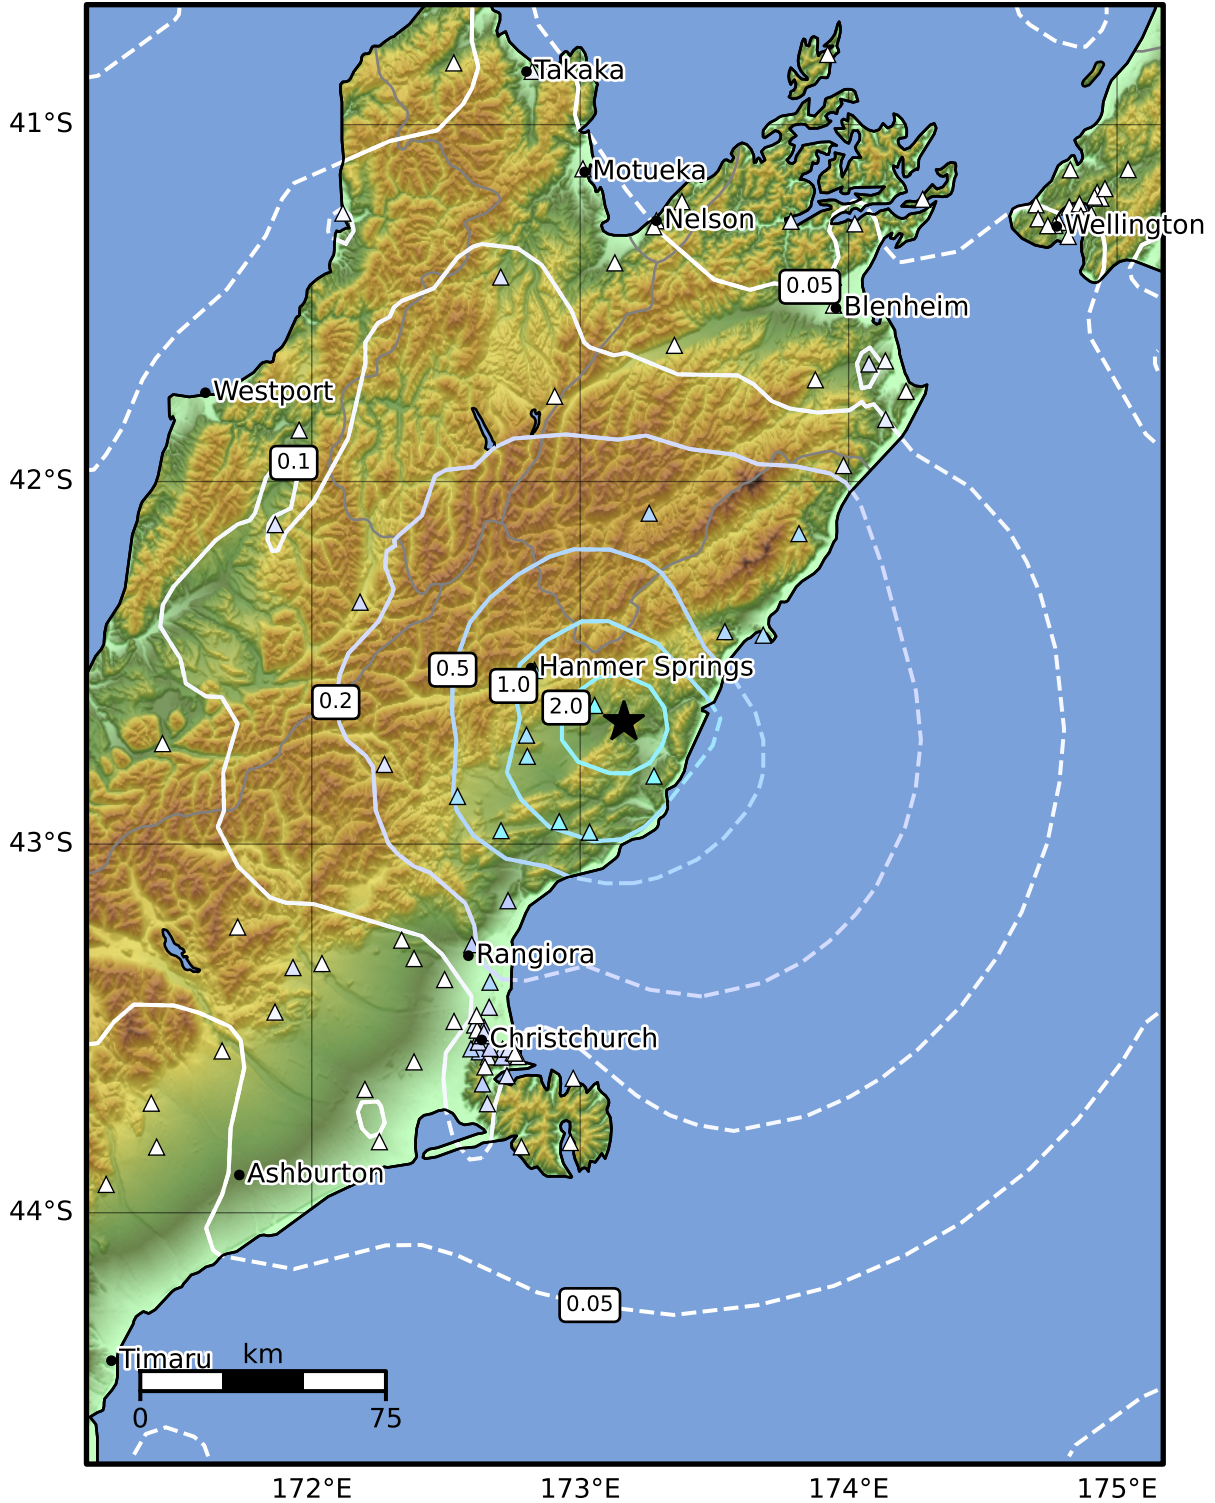 Takaka
41°S
Motueka
Nelson
Wellington
0.05
Blenheim
Westport
0.1
42°S
0.5
Hanmer Springs
1.0
0.2
2.0
43°S
Rangiora
Christchurch
Ashburton
44°S
0.05
Timaru
km
0
75
172°E
173°E
174°E
175°E